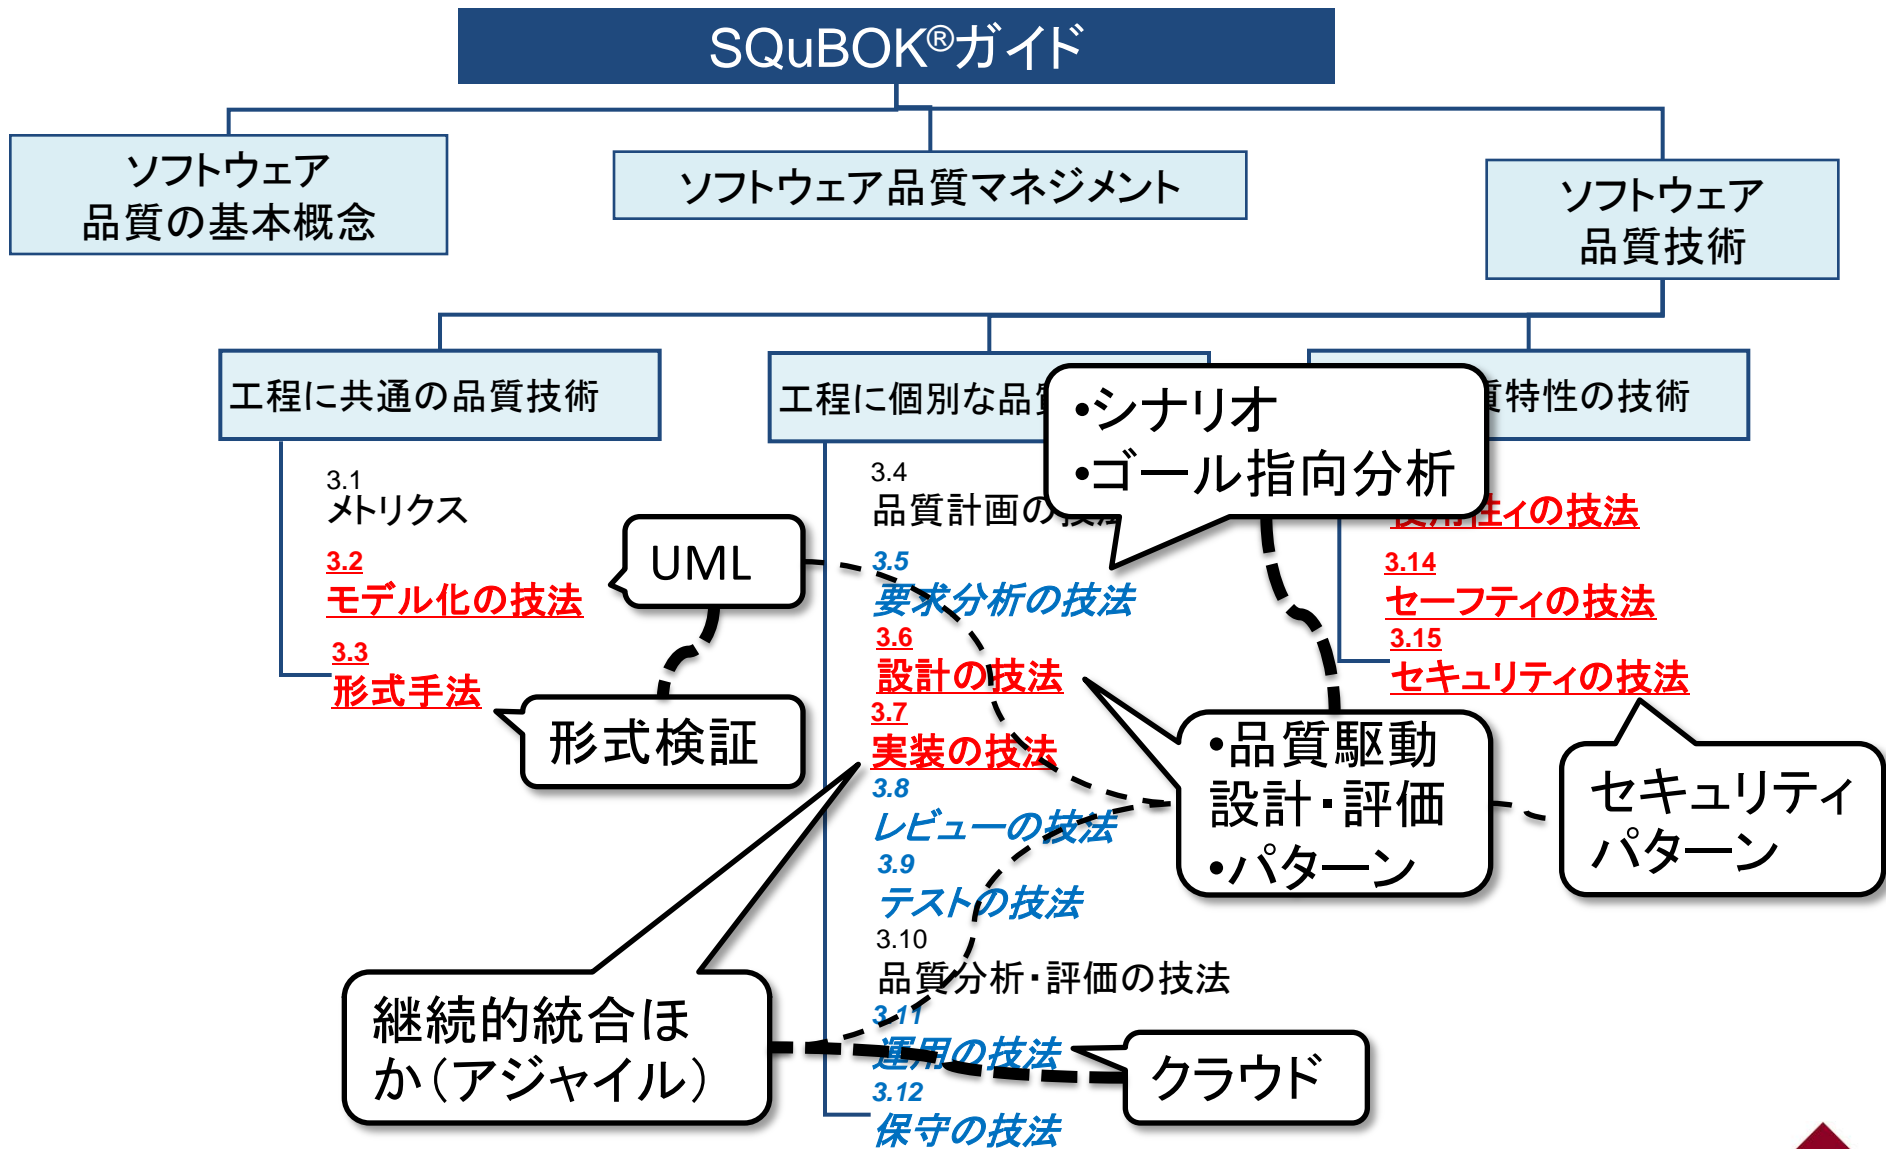 SQuBOK®ガイド
ソフトウェア
品質の基本概念
ソフトウェア品質マネジメント
ソフトウェア
品質技術
工程に共通の品質技術
工程に個別な品質
特性の技術
3.1
メトリクス
3.2
モデル化の技法
3.3
形式手法
UML
形式検証
3.4
品質計画の技法
3.5
要求分析の技法
3.6
設計の技法
3.7
実装の技法
3.8
レビューの技法
3.9
テストの技法
3.10
品質分析・評価の技法
3.11
運用の技法
3.12
保守の技法
•シナリオ
•ゴール指向分析
使用性ィの技法
3.14
セーフティの技法
3.15
セキュリティの技法
•品質駆動
設計・評価
•パターン
セキュリティ
パターン
継続的統合ほ
か（アジャイル）
クラウド